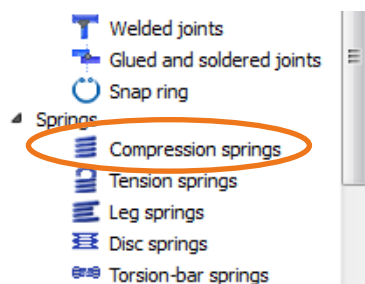 Welded joints
Glued and soldered joints
Snap ring
Springs
Compression springs
Tension springs
Leg springs
Disc springs
Torsion-bar springs